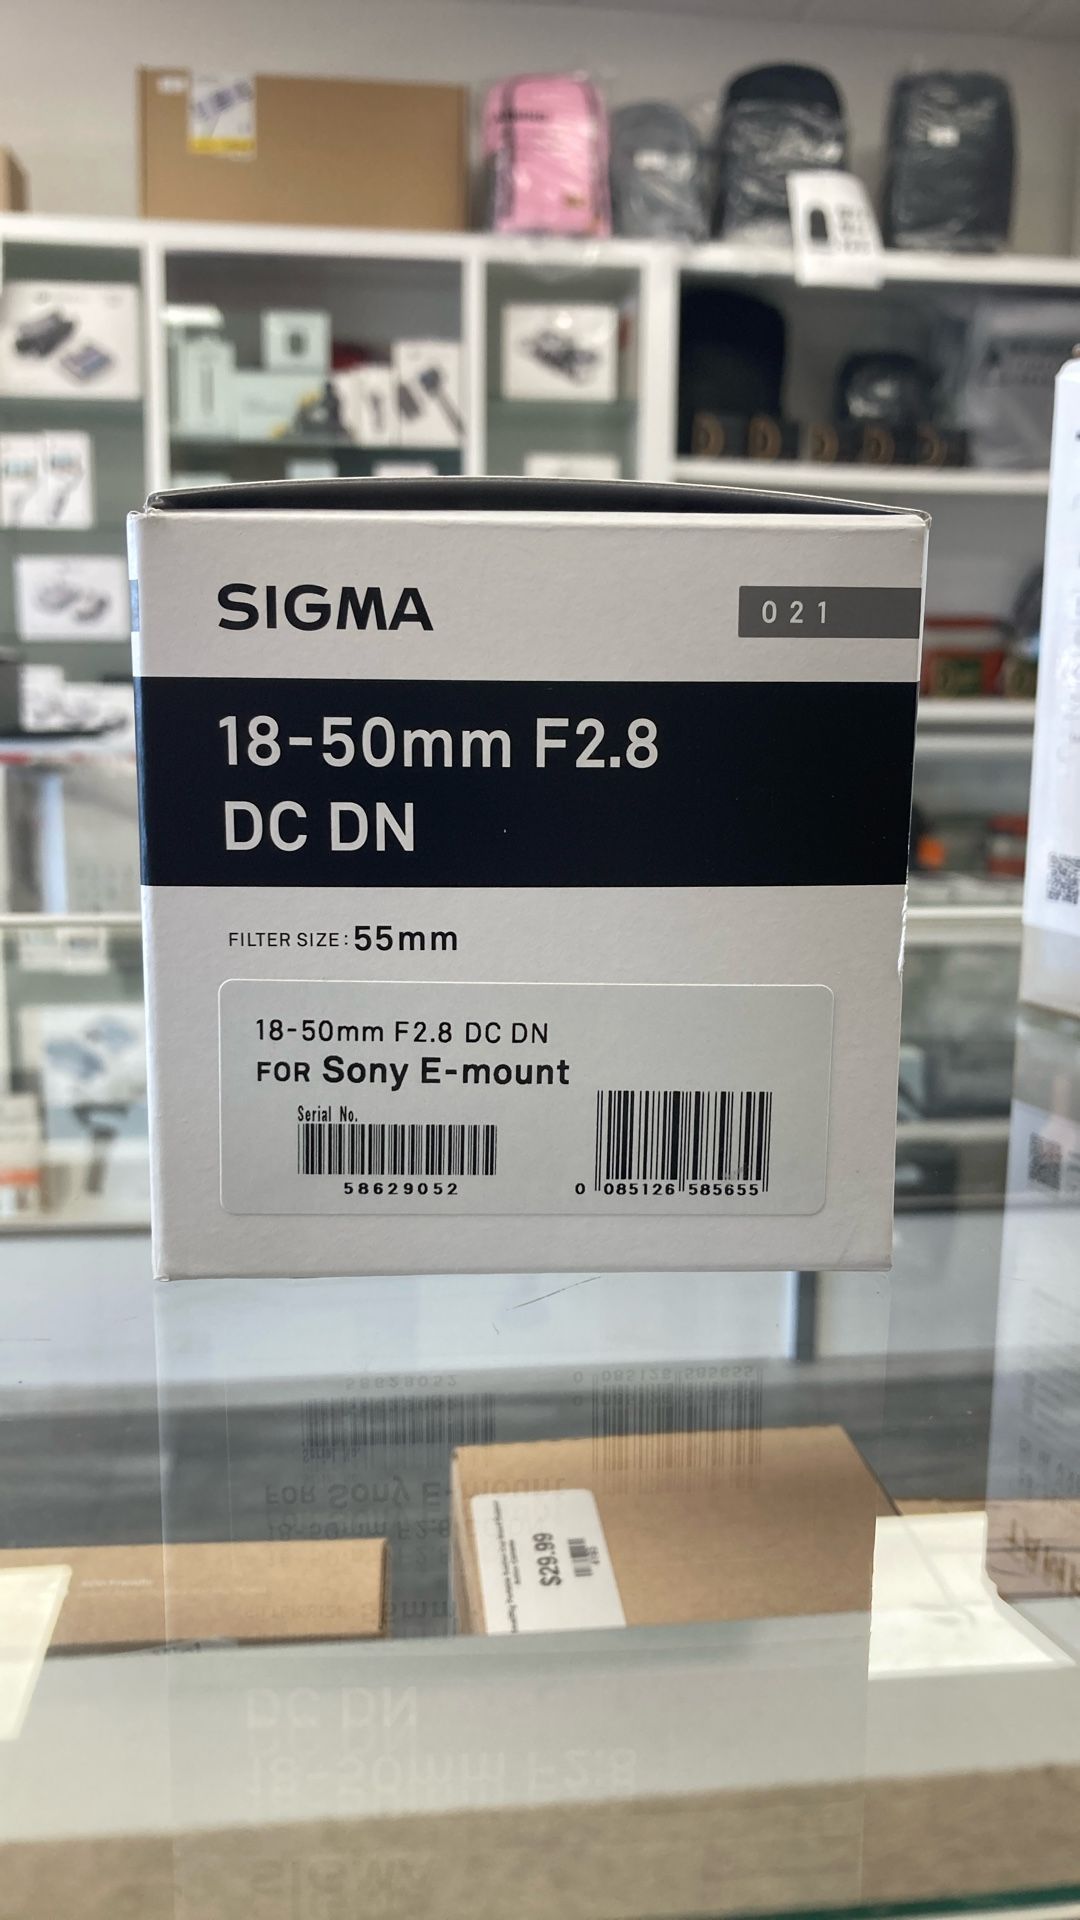 SIGMA
021
18-50mm F2.8
DC DN
FILTER SIZE: 55mm
18-50mm F2.8 DC DN
FOR Sony E-mount
Serial No.
58629052
0 085126 585655
$29.99